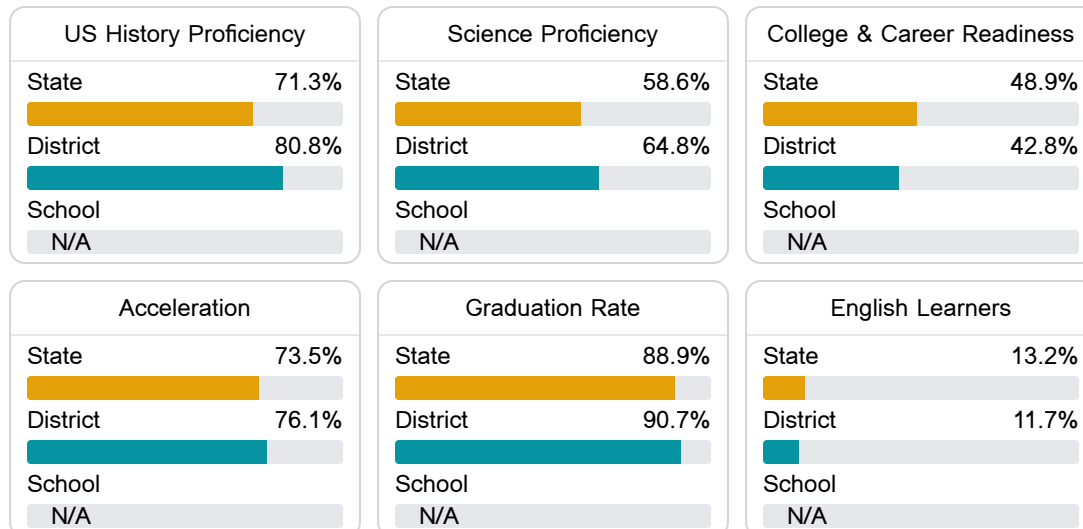 US History Proficiency
State 71.3%
District 80.8%
School
N/A
Science Proficiency
State 58.6%
District 64.8%
School
N/A
College & Career Readiness
State 48.9%
District 42.8%
School
N/A
Acceleration
State 73.5%
District 76.1%
School
N/A
Graduation Rate
State 88.9%
District 90.7%
School
N/A
English Learners
State 13.2%
District 11.7%
School
N/A